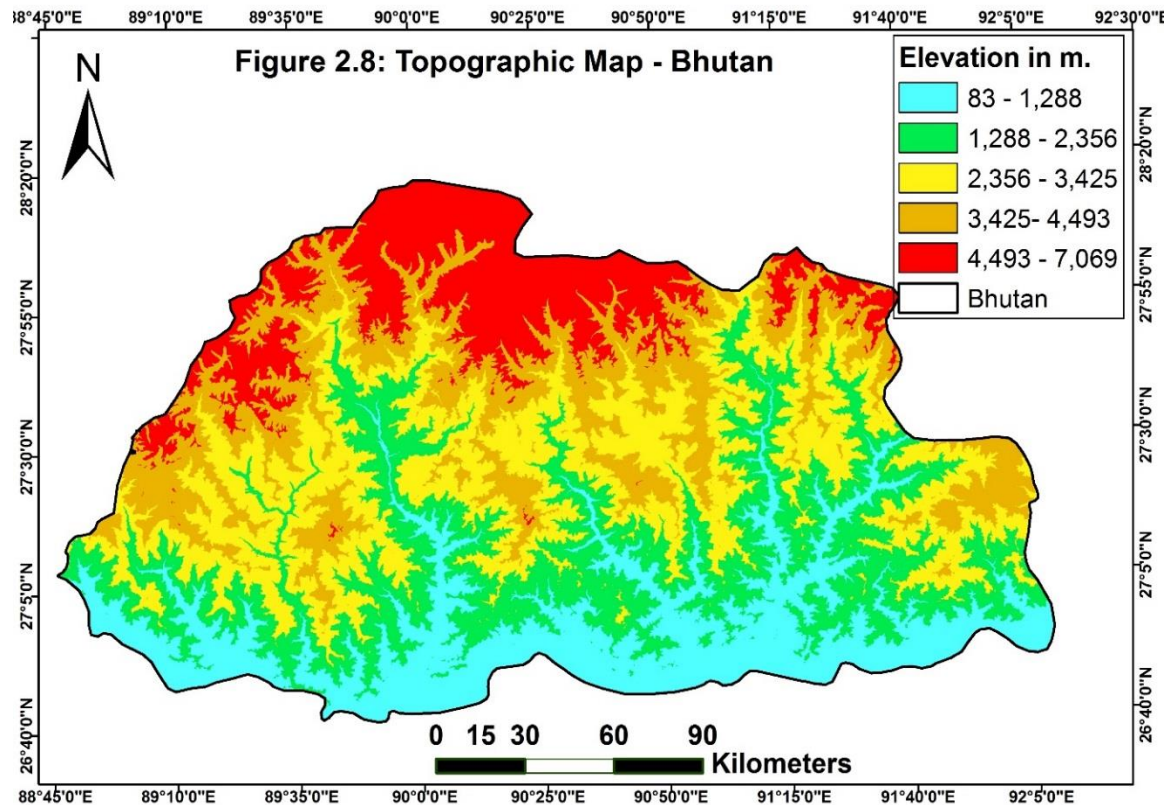 88°45'0"E 89°10'0"E 89°35'0"E 90°0'0"E 90°25'0"E 90°50'0"E 91°15'0"E 91°40'0"E 92°5'0"E 92°30'0"E
Figure 2.8: Topographic Map - Bhutan
N
Elevation in m.
83 - 1,288
1,288 - 2,356
2,356 - 3,425
3,425- 4,493
4,493 - 7,069
Bhutan
28°20'0"N
27°55'0"N
27°30'0"N
27°5'0"N
26°40'0"N
28°20'0"N
27°55'0"N
27°30'0"N
27°5'0"N
26°40'0"N
0 15 30 60 90
Kilometers
88°45'0"E 89°10'0"E 89°35'0"E 90°0'0"E 90°25'0"E 90°50'0"E 91°15'0"E 91°40'0"E 92°5'0"E